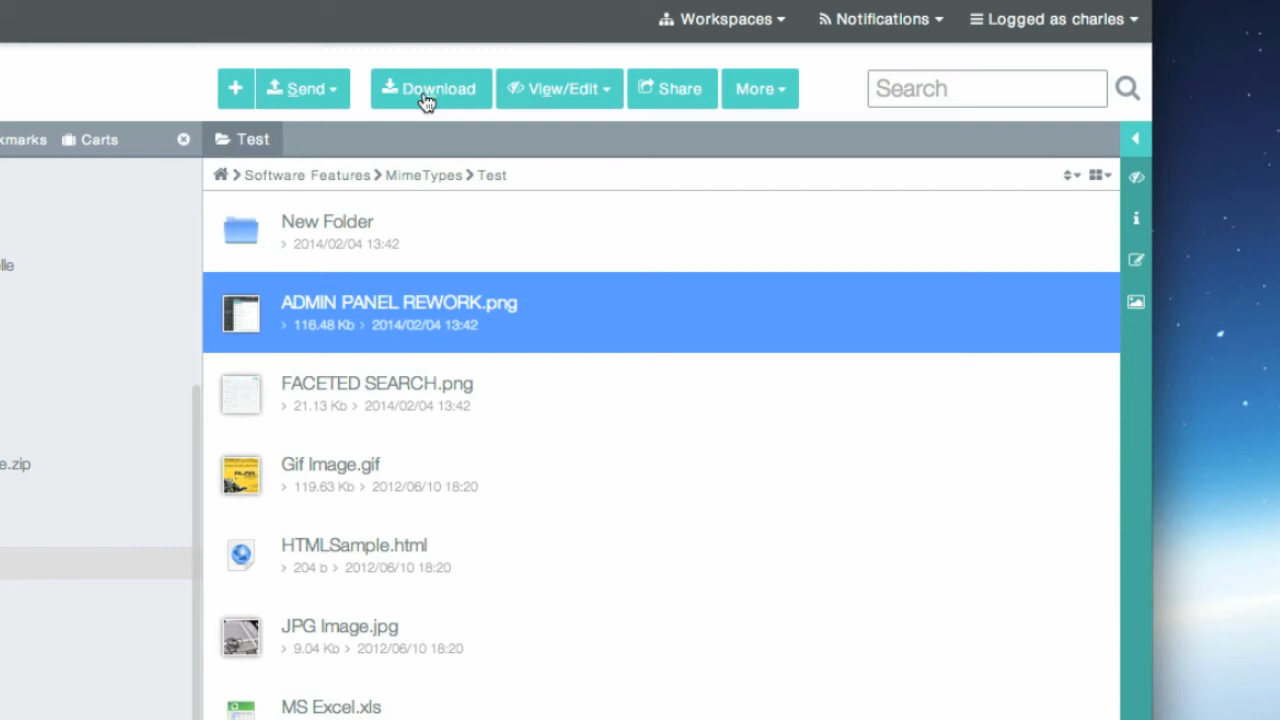 Workspaces Notifications Logged as charles
+ Send Download View/Edit Share More Search
kmarks Carts Test
Software Features MimeTypes Test
New Folder
2014/02/04 13:42
lle
ADMIN PANEL REWORK.png
116.48 Kb 2014/02/04 13:42
FACETED SEARCH.png
21.13 Kb 2014/02/04 13:42
e.zip
Gif Image.gif
119.63 Kb 2012/06/10 18:20
HTMLSample.html
204 b 2012/06/10 18:20
JPG Image.jpg
9.04 Kb 2012/06/10 18:20
MS Excel.xls